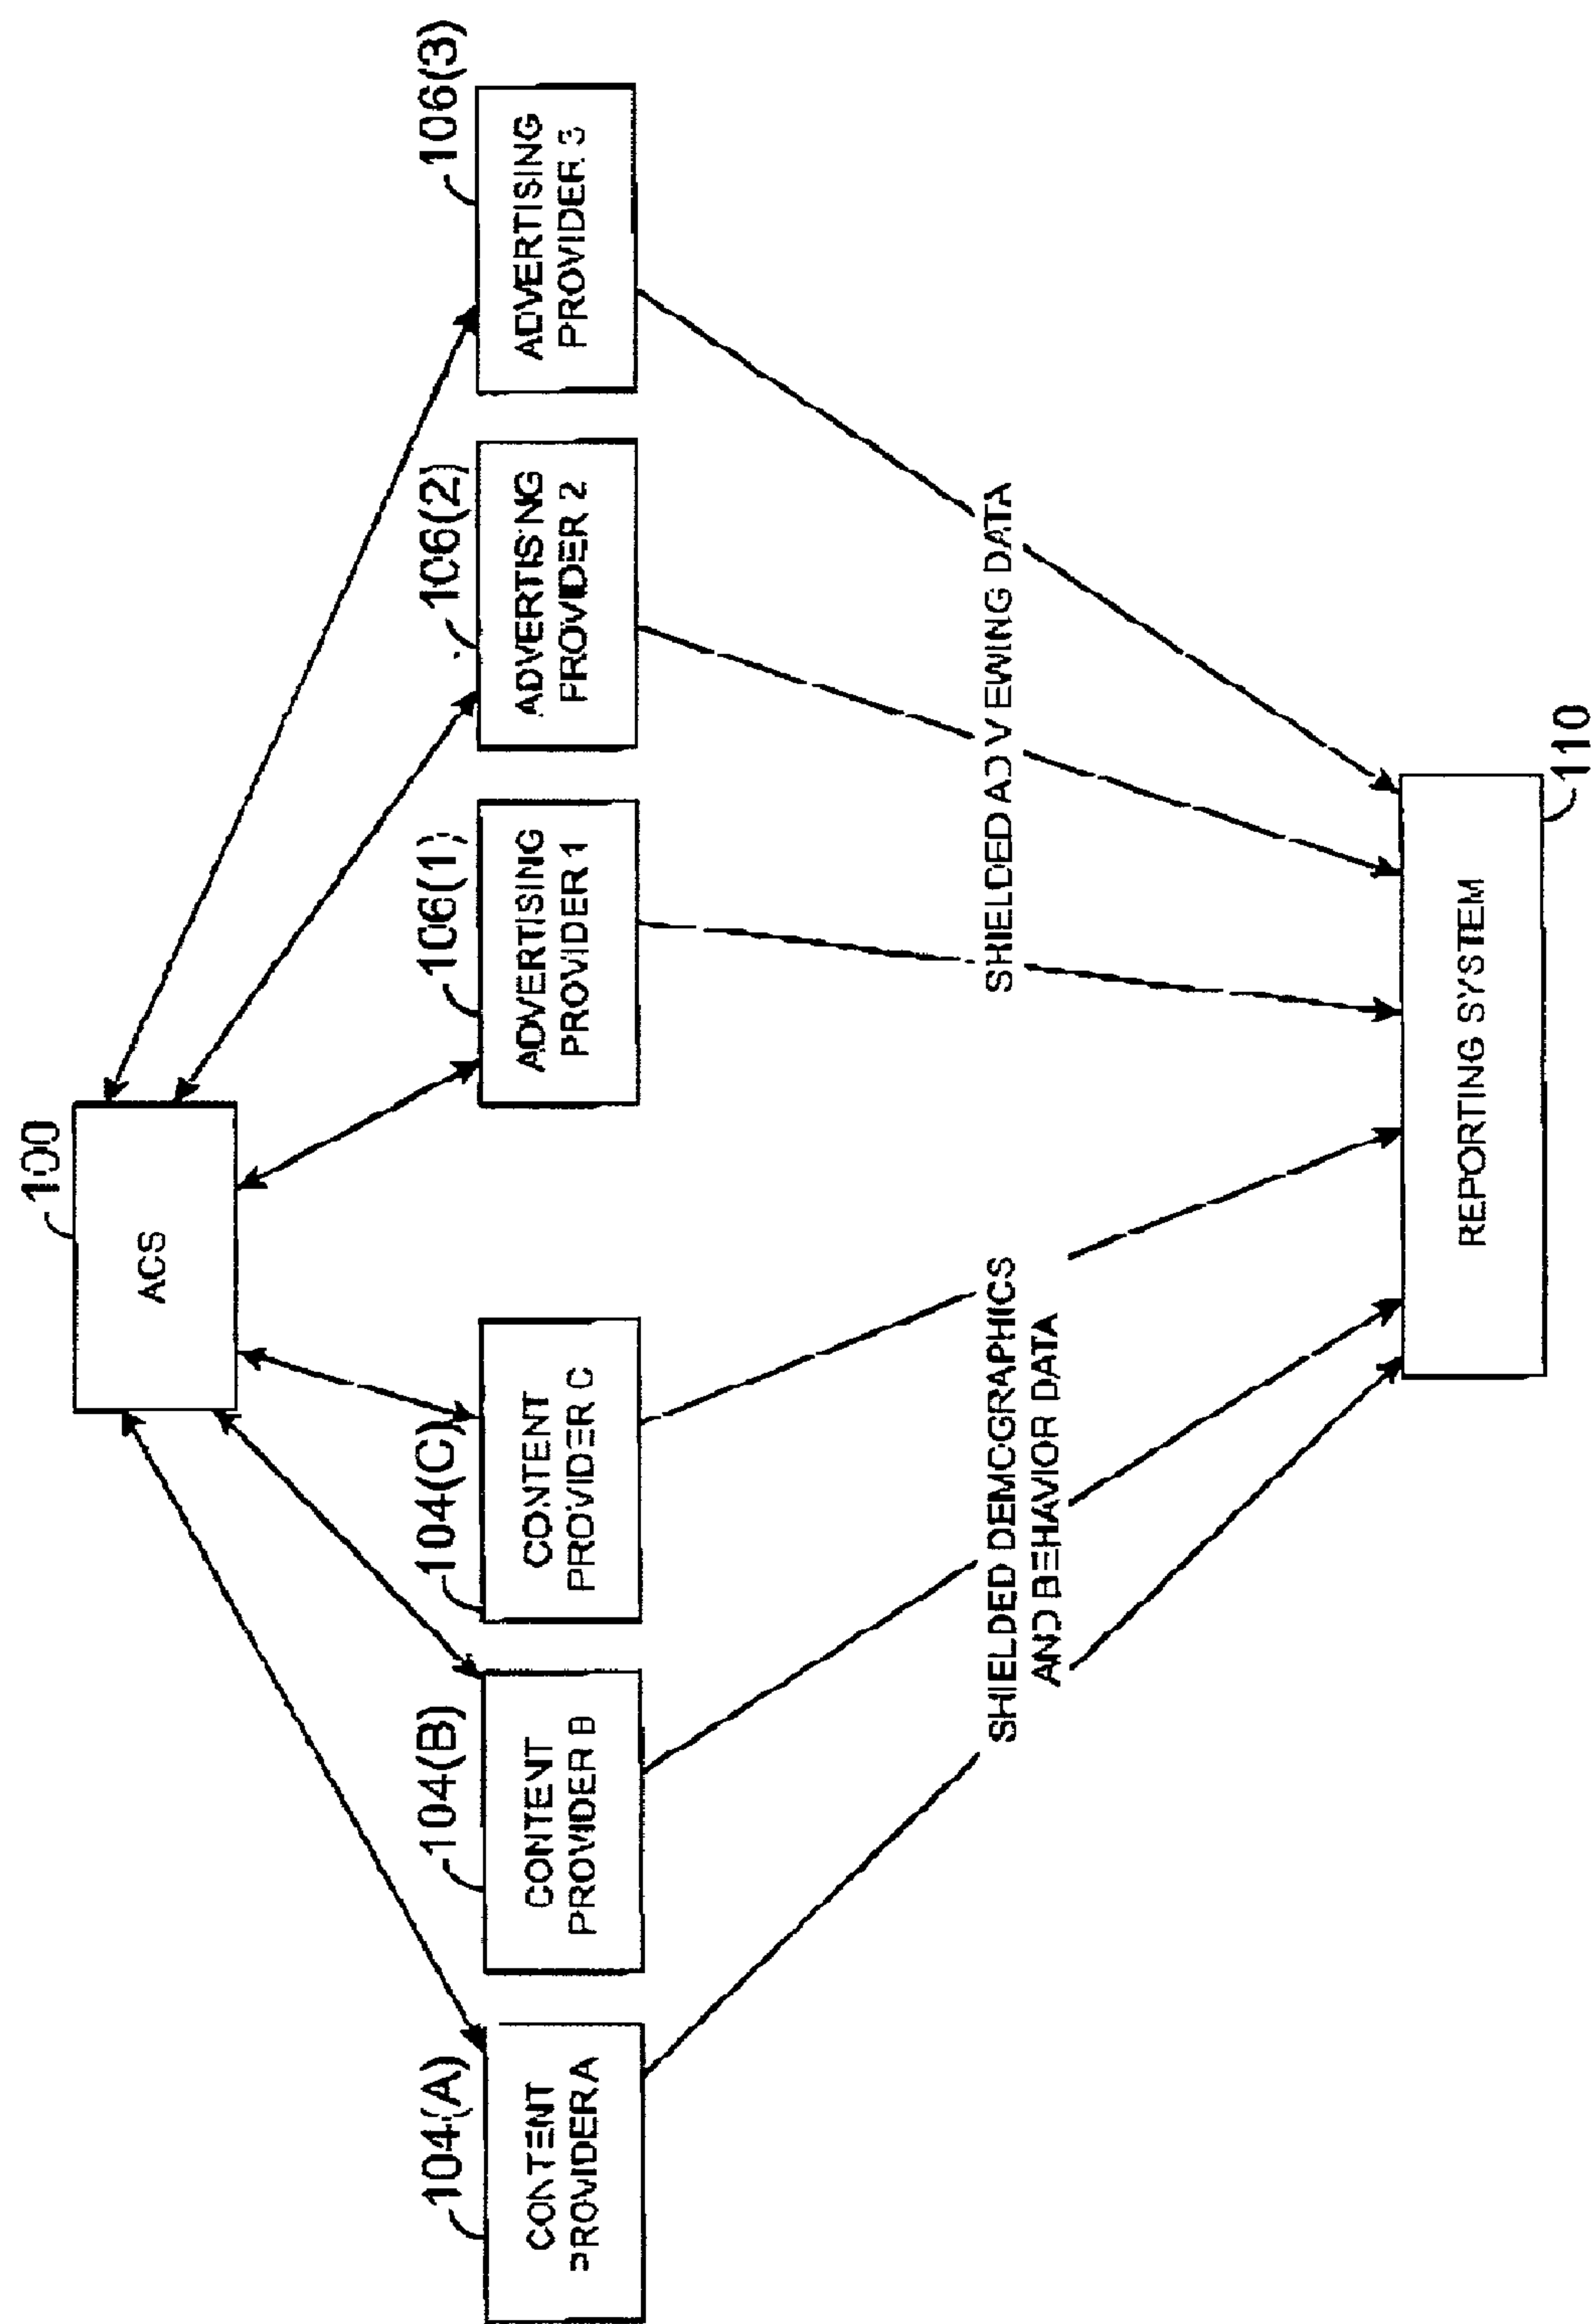 100
ACS
104(A)
104(B)
104(C)
106(1)
106(2)
106(3)
CONTENT
PROVIDER A
CONTENT
PROVIDER B
CONTENT
PROVIDER C
ADVERTISING
PROVIDER 1
ADVERTISING
PROVIDER 2
ADVERTISING
PROVIDER 3
SHIELDED DEMOGRAPHICS
AND BEHAVIOR DATA
SHIELDED AD VIEWING DATA
REPORTING SYSTEM
110